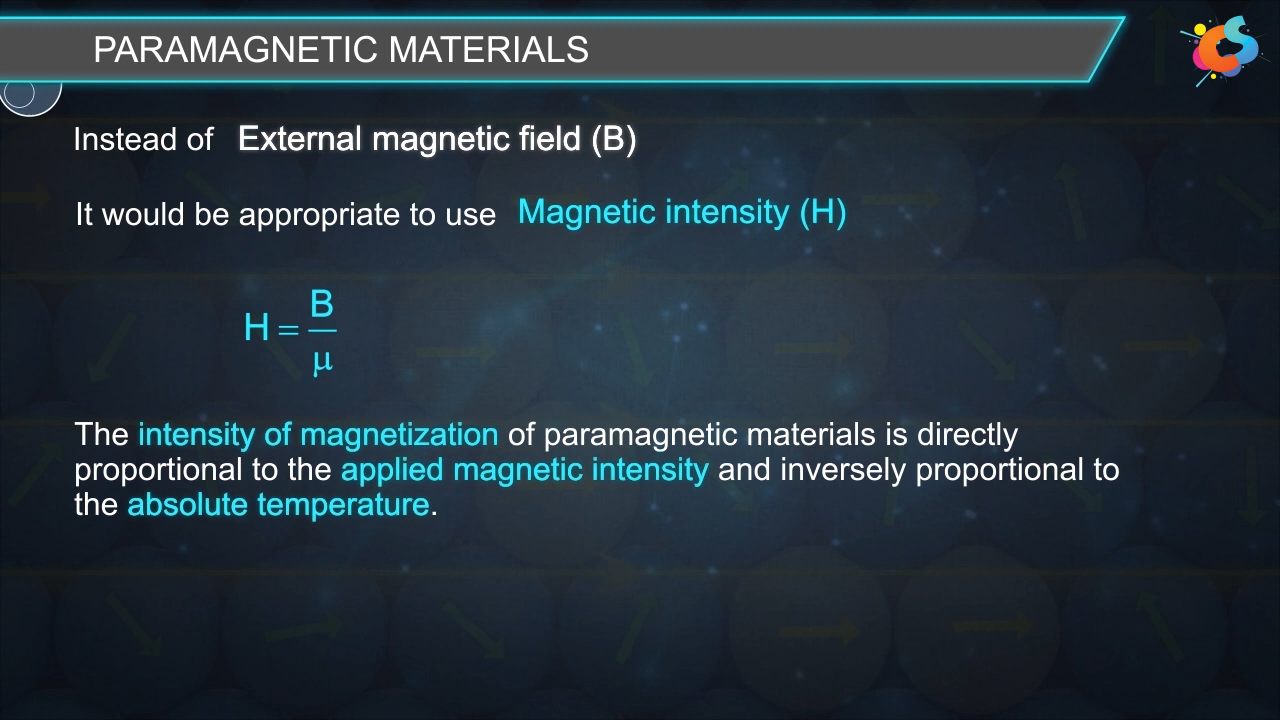 PARAMAGNETIC MATERIALS
Instead of External magnetic field (B)
It would be appropriate to use Magnetic intensity (H)
H = B/μ
The intensity of magnetization of paramagnetic materials is directly
proportional to the applied magnetic intensity and inversely proportional to
the absolute temperature.